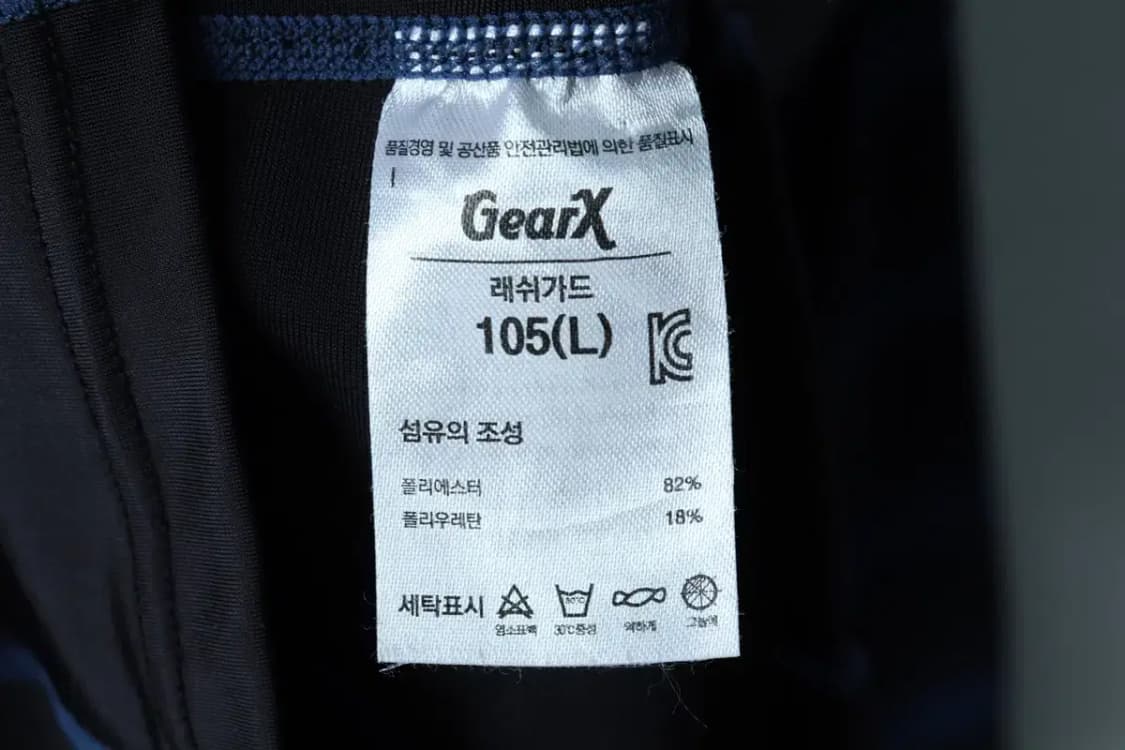 품질경영 및 공산품 안전관리법에 의한 품질표시
GearX
래쉬가드
105(L)
섬유의 조성
폴리에스터 82%
폴리우레탄 18%
세탁표시
염소표백 30℃중성 약하게 그늘에